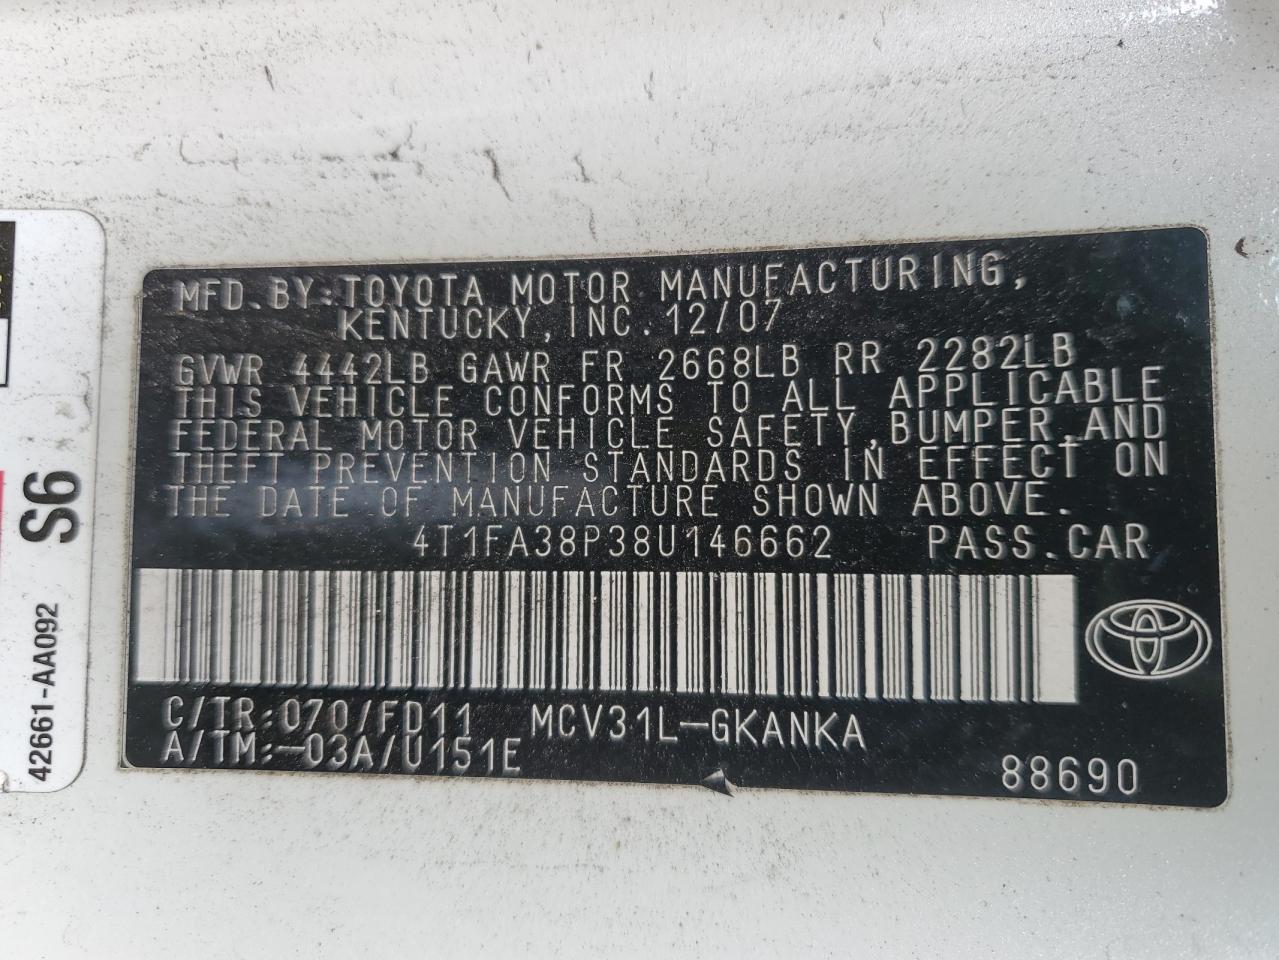 MFD.BY:TOYOTA MOTOR MANUFACTURING,
KENTUCKY,INC.12/07
GVWR 4442LB GAWR FR 2668LB RR 2282LB
THIS VEHICLE CONFORMS TO ALL APPLICABLE
FEDERAL MOTOR VEHICLE SAFETY,BUMPER,AND
THEFT PREVENTION STANDARDS IN EFFECT ON
THE DATE OF MANUFACTURE SHOWN ABOVE.
4T1FA38P38U146662 PASS.CAR
C/TR:070/FD11 MCV31L-GKANKA
A/TM:-03A/U151E
88690
S6
42661-AA092